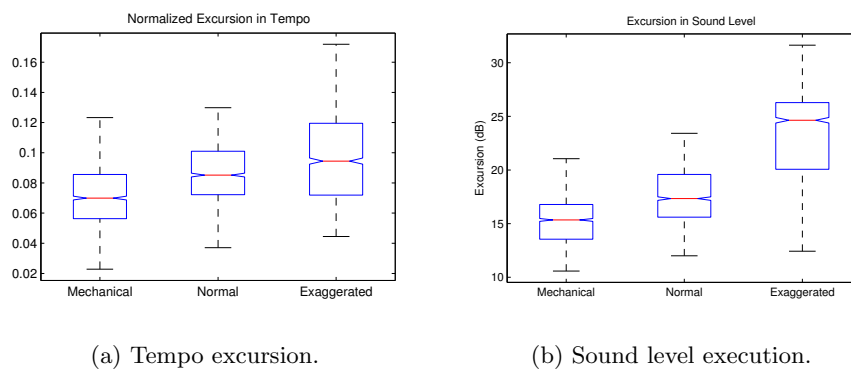 Normalized Excursion in Tempo
0.16
0.14
0.12
0.1
0.08
0.06
0.04
0.02
Mechanical Normal Exaggerated
(a) Tempo excursion.
Excursion in Sound Level
Excursion (dB)
30
25
20
15
10
Mechanical Normal Exaggerated
(b) Sound level execution.